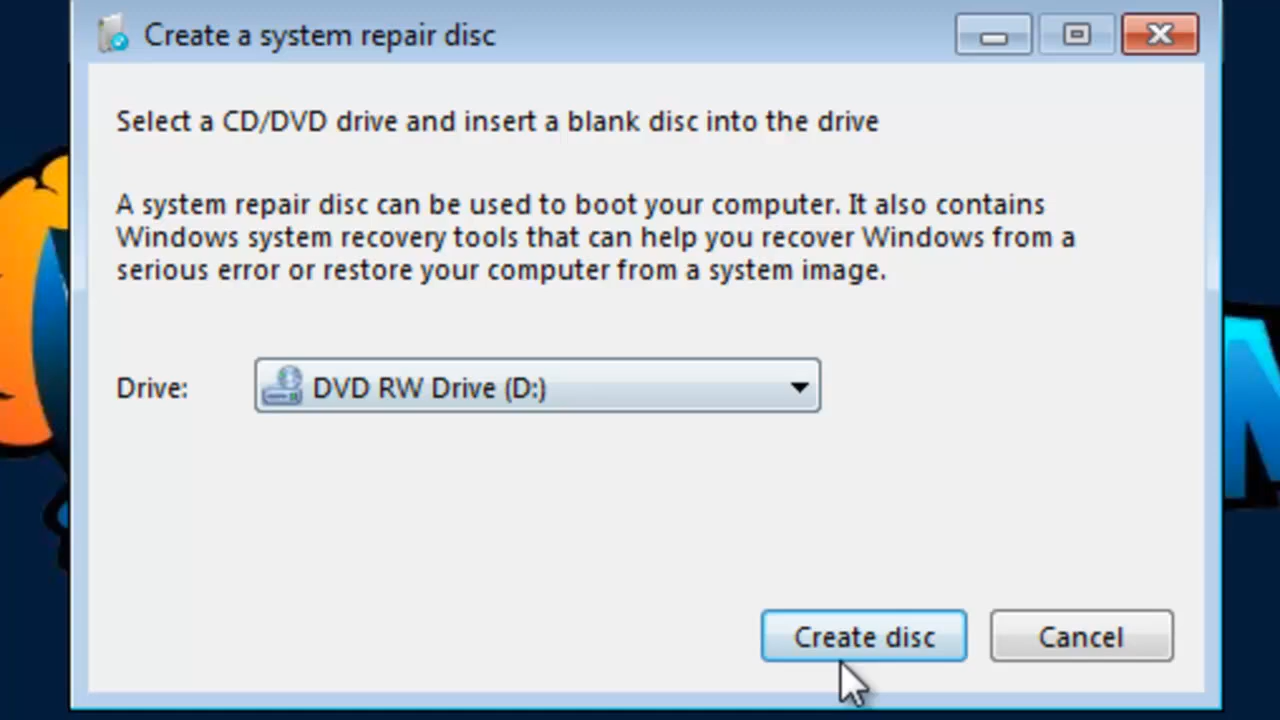 Create a system repair disc
Select a CD/DVD drive and insert a blank disc into the drive
A system repair disc can be used to boot your computer. It also contains
Windows system recovery tools that can help you recover Windows from a
serious error or restore your computer from a system image.
Drive: DVD RW Drive (D:)
Create disc Cancel